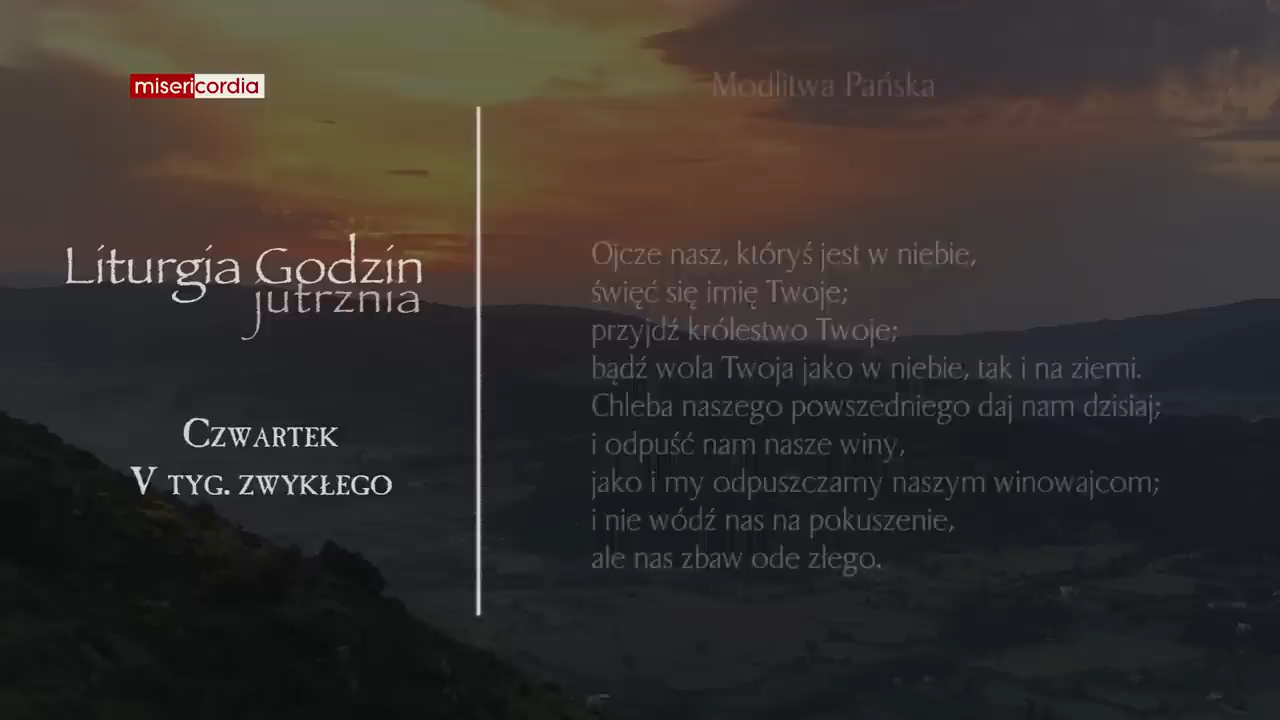 misericordia
Liturgia Godzin
jutrznia
Czwartek
V tyg. zwykłego
Modlitwa Pańska
Ojcze nasz, któryś jest w niebie,
święć się imię Twoje;
przyjdź królestwo Twoje;
bądź wola Twoja jako w niebie, tak i na ziemi.
Chleba naszego powszedniego daj nam dzisiaj;
i odpuść nam nasze winy,
jako i my odpuszczamy naszym winowajcom;
i nie wódź nas na pokuszenie,
ale nas zbaw ode złego.